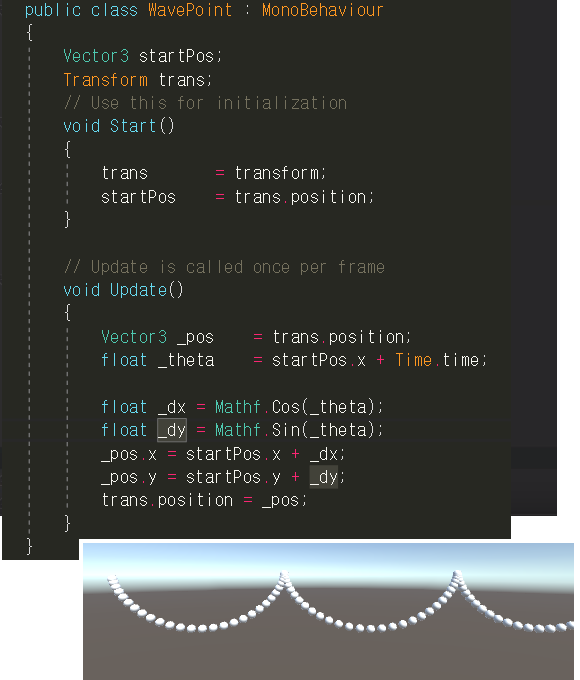 public class WavePoint : MonoBehaviour
{
Vector3 startPos;
Transform trans;
// Use this for initialization
void Start()
{
trans = transform;
startPos = trans.position;
}
// Update is called once per frame
void Update()
{
Vector3 _pos = trans.position;
float _theta = startPos.x + Time.time;
float _dx = Mathf.Cos(_theta);
float _dy = Mathf.Sin(_theta);
_pos.x = startPos.x + _dx;
_pos.y = startPos.y + _dy;
trans.position = _pos;
}
}